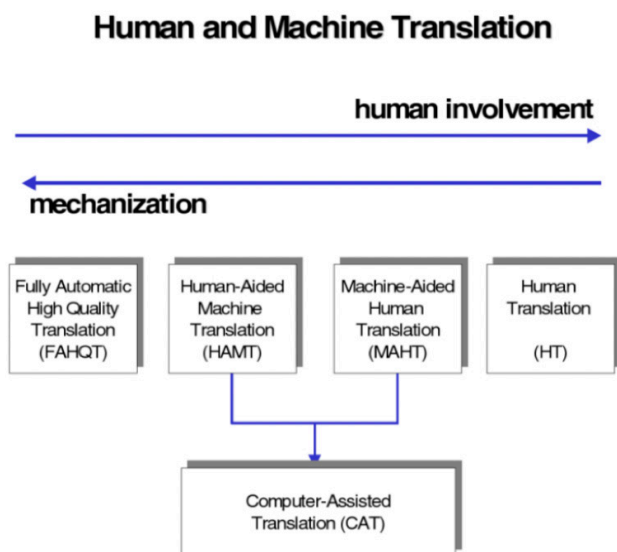 Human and Machine Translation
human involvement
mechanization
Fully Automatic
High Quality
Translation
(FAHQT)
Human-Aided
Machine
Translation
(HAMT)
Machine-Aided
Human
Translation
(MAHT)
Human
Translation
(HT)
Computer-Assisted
Translation (CAT)